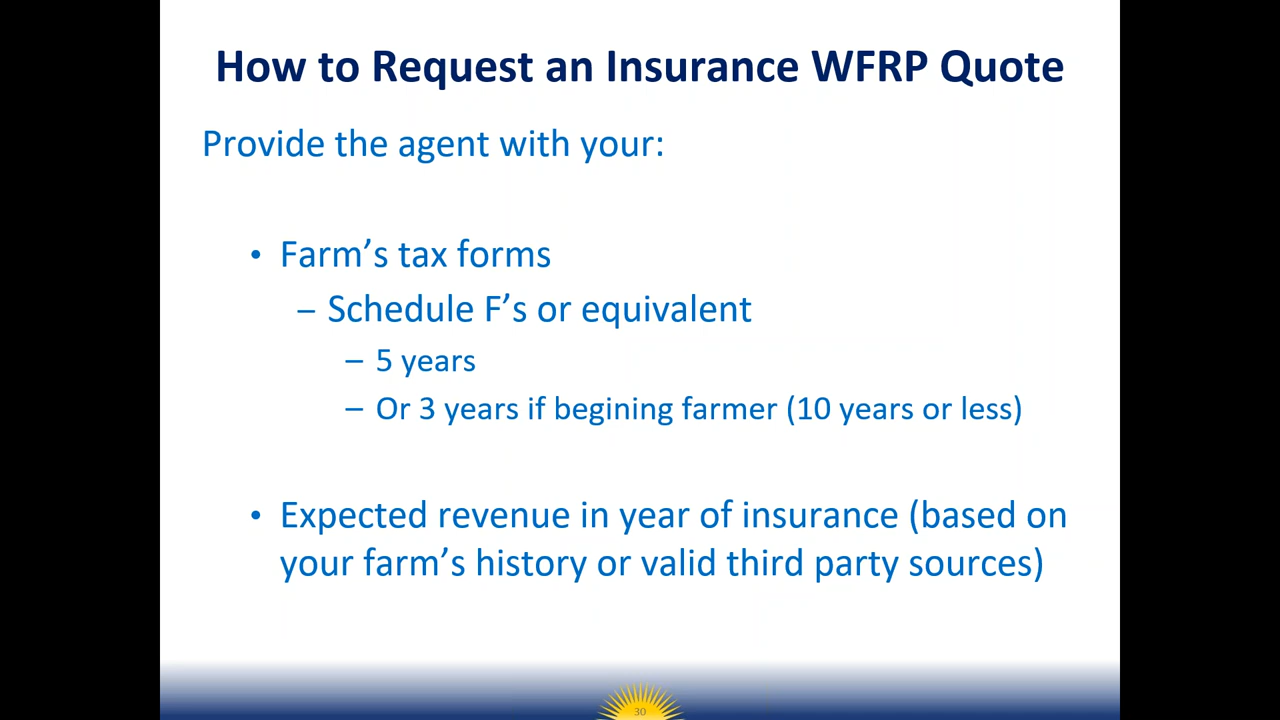 How to Request an Insurance WFRP Quote
Provide the agent with your:
• Farm’s tax forms
– Schedule F’s or equivalent
– 5 years
– Or 3 years if begining farmer (10 years or less)
• Expected revenue in year of insurance (based on
your farm’s history or valid third party sources)
30